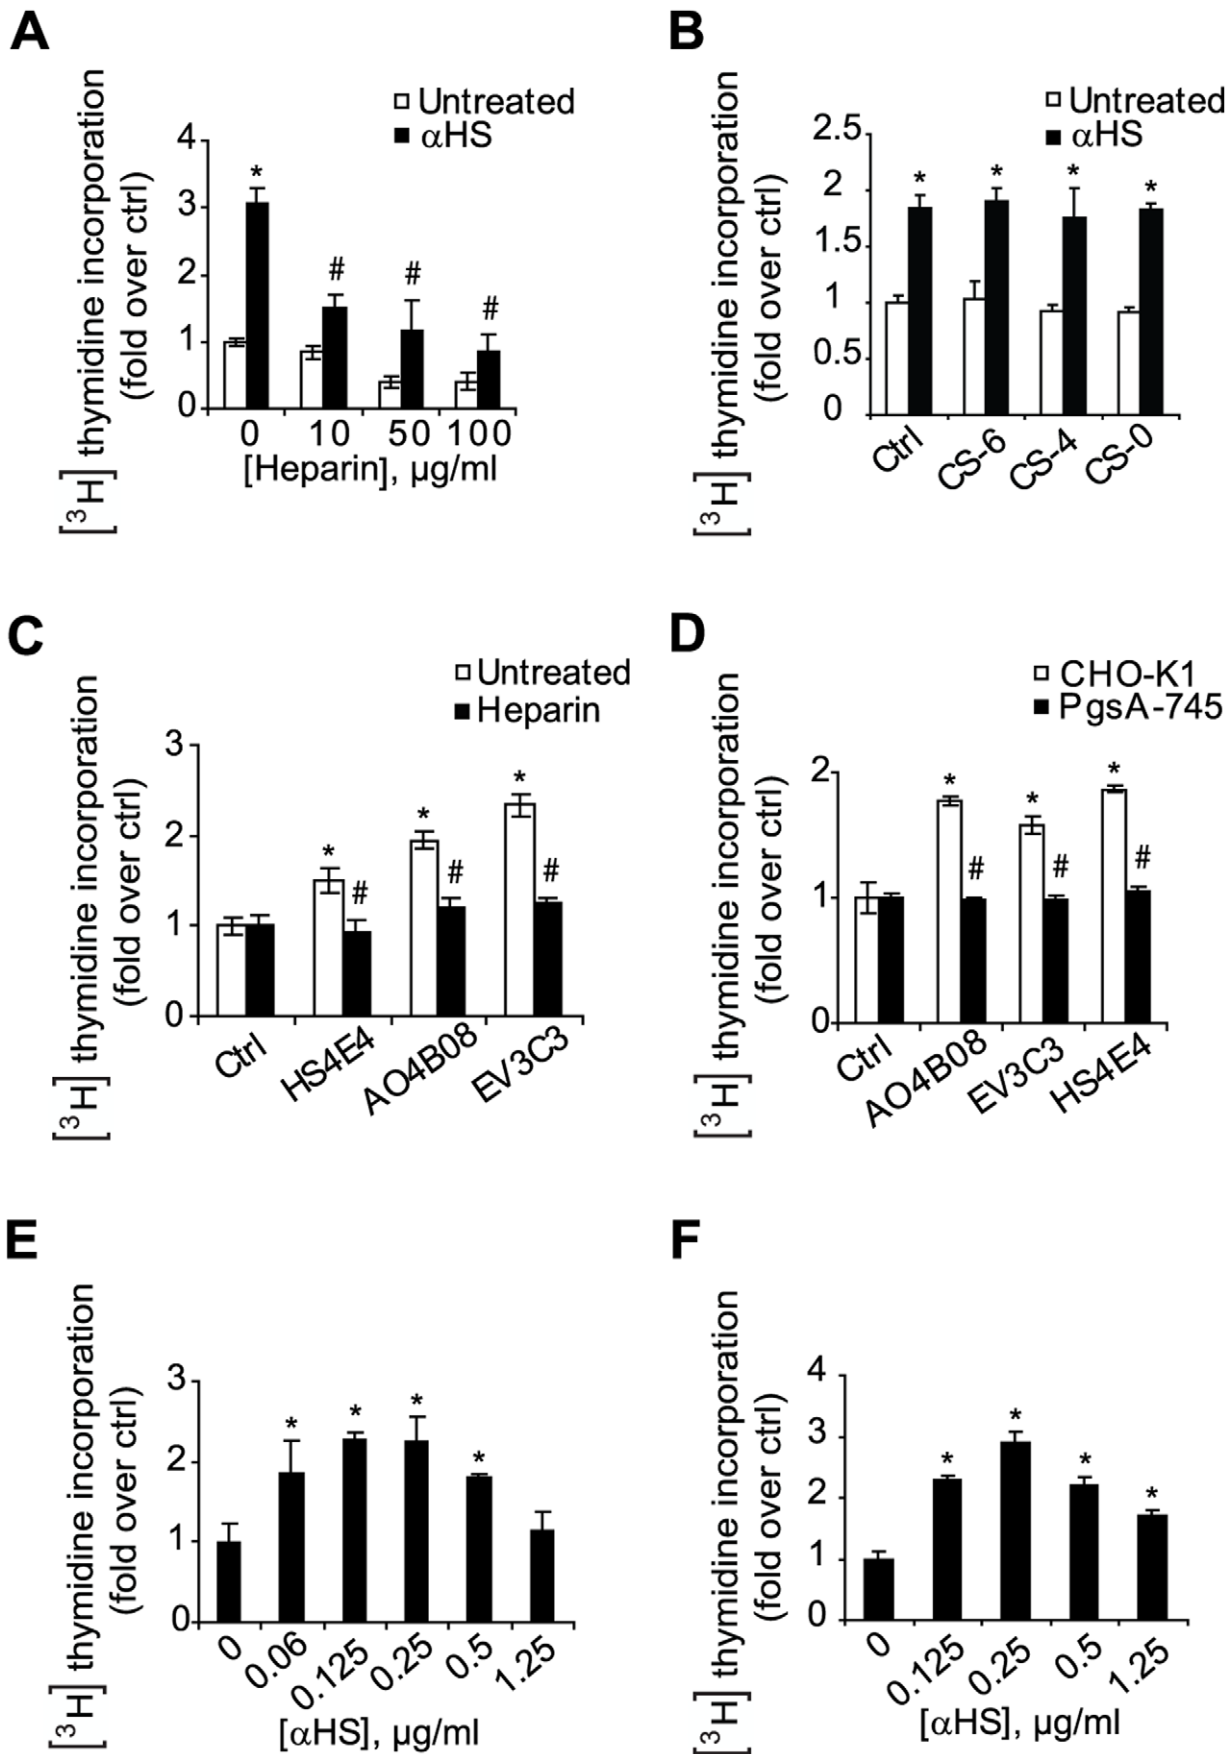 A
[³H] thymidine incorporation
(fold over ctrl)
Untreated
αHS
4
3
2
1
0
*
#
#
#
0 10 50 100
[Heparin], µg/ml
B
[³H] thymidine incorporation
(fold over ctrl)
Untreated
αHS
2.5
2
1.5
1
0.5
0
* * * *
Ctrl CS-6 CS-4 CS-0
C
[³H] thymidine incorporation
(fold over ctrl)
Untreated
Heparin
3
2
1
0
* # * # * #
Ctrl HS4E4 AO4B08 EV3C3
D
[³H] thymidine incorporation
(fold over ctrl)
CHO-K1
PgsA-745
2
1
0
* # * # * #
Ctrl AO4B08 EV3C3 HS4E4
E
[³H] thymidine incorporation
(fold over ctrl)
3
2
1
0
* * * *
0 0.06 0.125 0.25 0.5 1.25
[αHS], µg/ml
F
[³H] thymidine incorporation
(fold over ctrl)
4
3
2
1
0
* * * *
0 0.125 0.25 0.5 1.25
[αHS], µg/ml